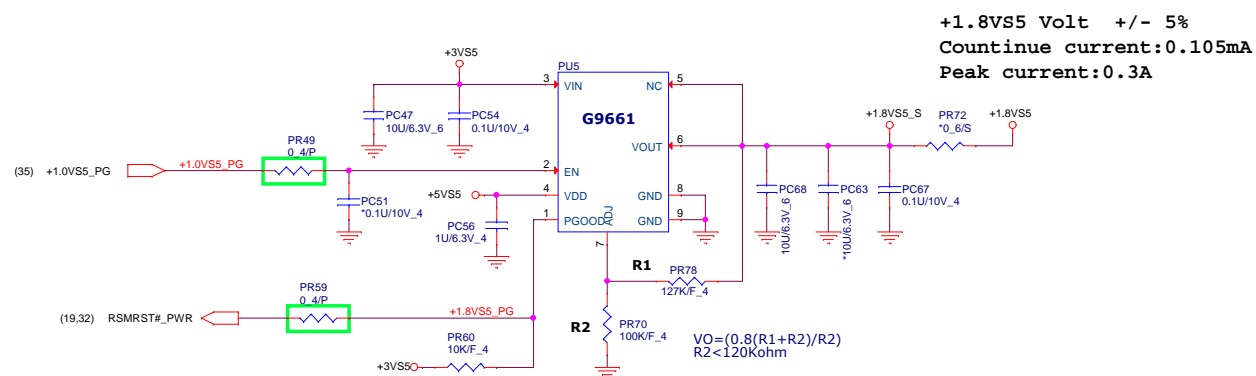 +1.8VS5 Volt +/- 5%
Countinue current:0.105mA
Peak current:0.3A
+3VS5
PU5
3
VIN
NC
5
G9661
PC47
10U/6.3V_6
PC54
0.1U/10V_4
+1.8VS5_S
PR72
*0_6/S
+1.8VS5
VOUT
6
PR49
0_4/P
(35) +1.0VS5_PG
+1.0VS5_PG
2
EN
PC51
*0.1U/10V_4
+5VS5
4
VDD
GND
8
PC68
10U/6.3V_6
PC63
*10U/6.3V_6
PC67
0.1U/10V_4
PC56
1U/6.3V_4
1
PGOOD
ADJ
GND
9
7
R1
PR78
127K/F_4
PR59
0_4/P
(19,32) RSMRST#_PWR
+1.8VS5_PG
R2
PR70
100K/F_4
VO=(0.8(R1+R2)/R2)
R2<120Kohm
PR60
10K/F_4
+3VS5